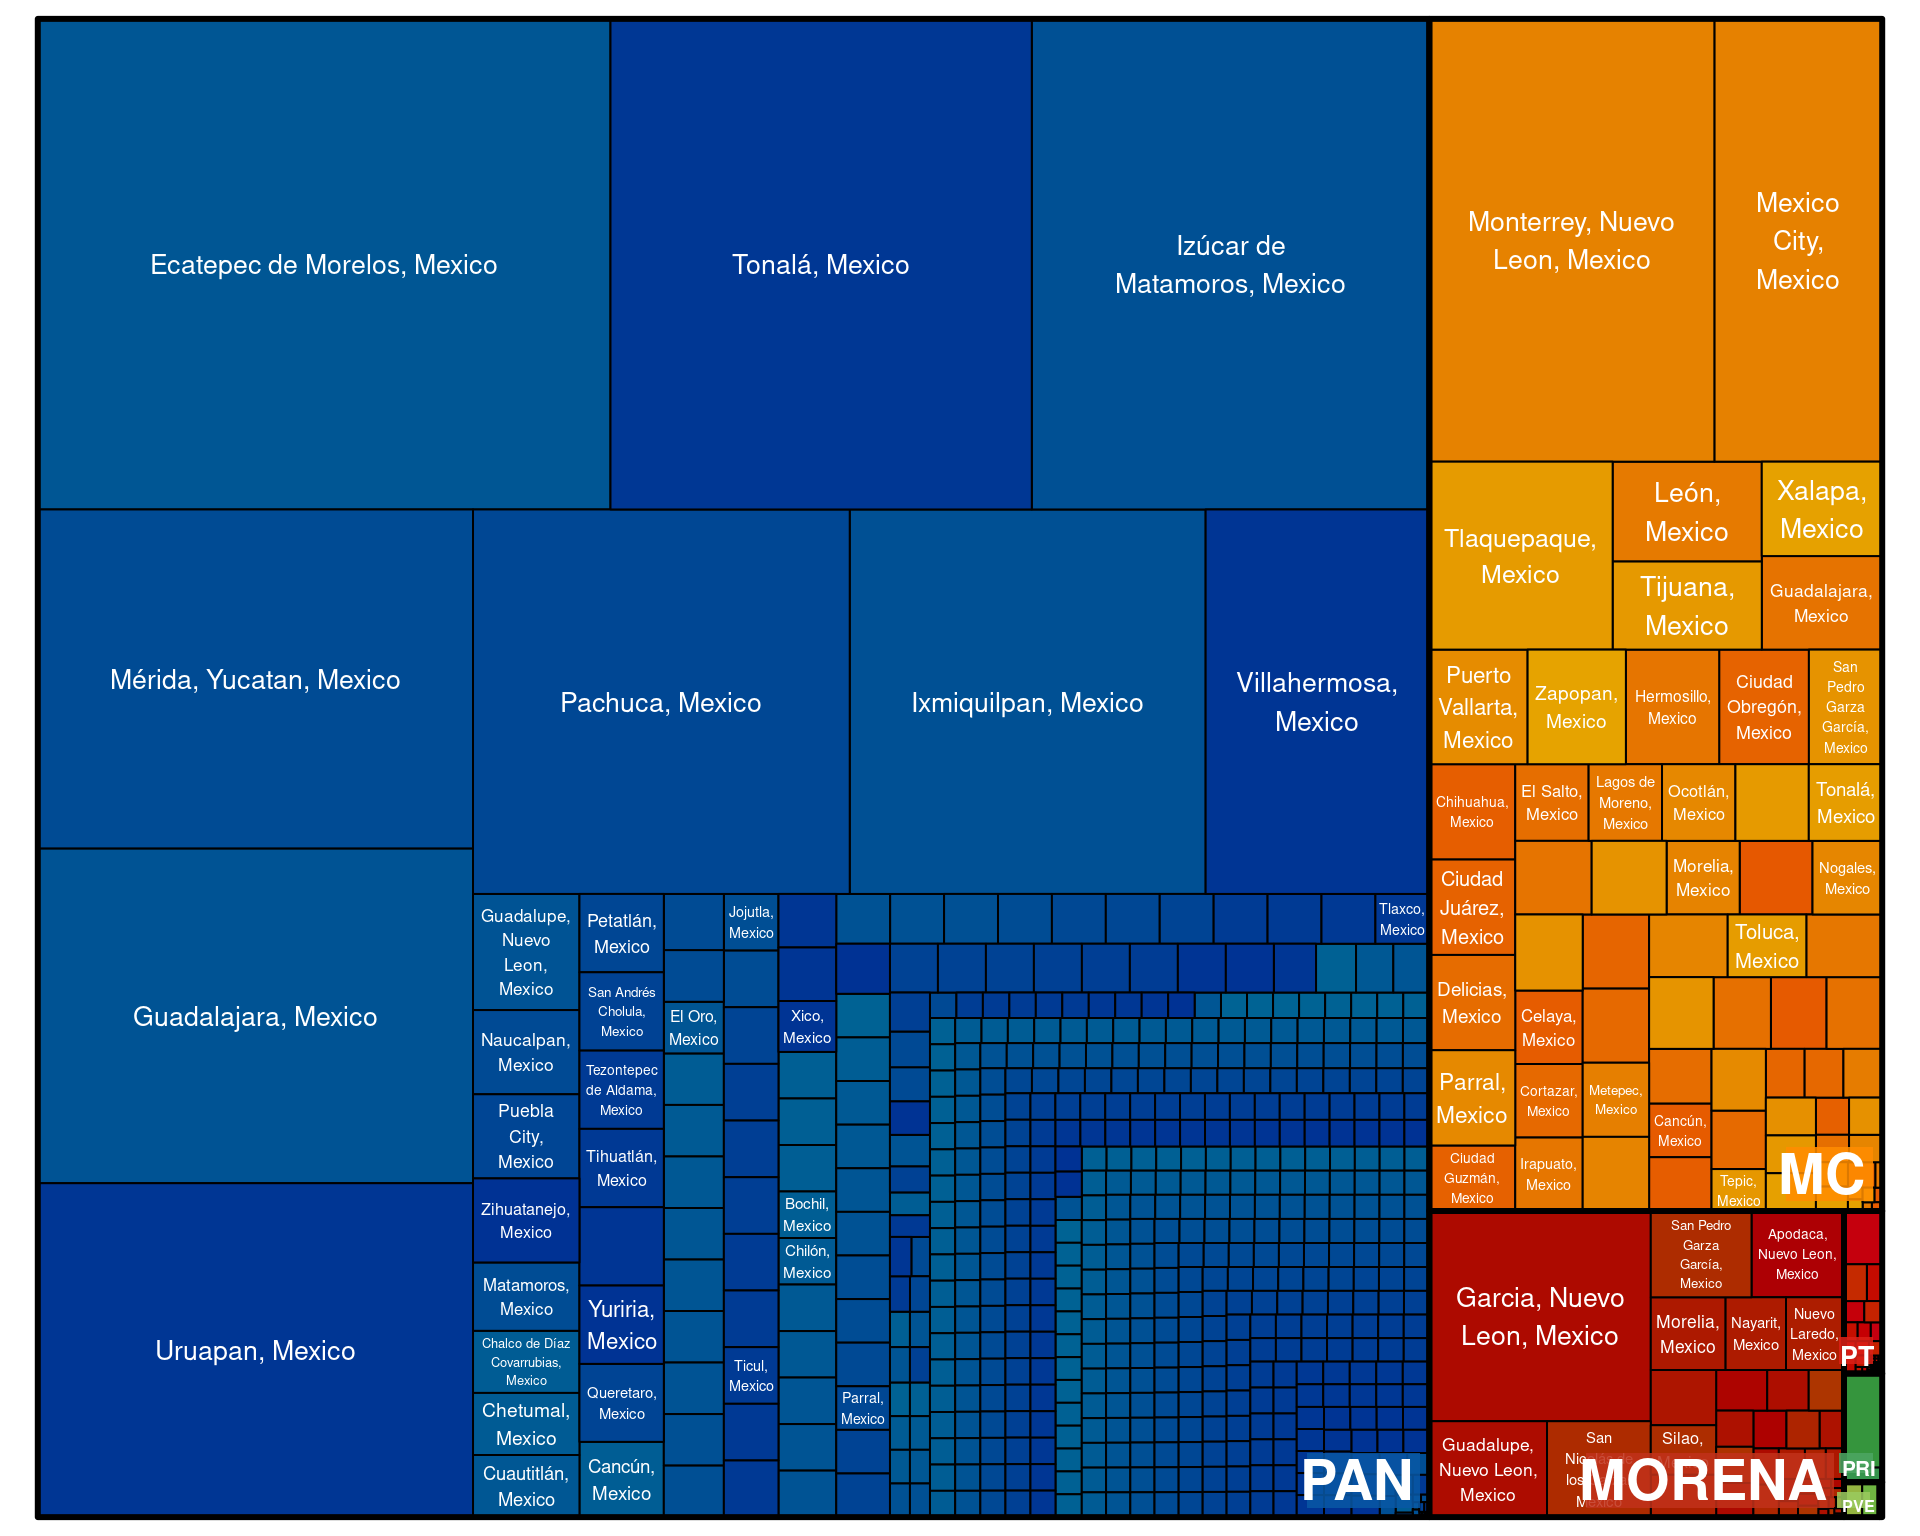 Ecatepec de Morelos, Mexico
Tonalá, Mexico
Izúcar de
Matamoros, Mexico
Mérida, Yucatan, Mexico
Pachuca, Mexico
Ixmiquilpan, Mexico
Villahermosa,
Mexico
Guadalajara, Mexico
Uruapan, Mexico
Guadalupe,
Nuevo
Leon,
Mexico
Naucalpan,
Mexico
Puebla
City,
Mexico
Zihuatanejo,
Mexico
Matamoros,
Mexico
Chalco de Díaz
Covarrubias,
Mexico
Chetumal,
Mexico
Cuautitlán,
Mexico
Petatlán,
Mexico
San Andrés
Cholula,
Mexico
Tezontepec
de Aldama,
Mexico
Tihuatlán,
Mexico
Yuriria,
Mexico
Queretaro,
Mexico
Cancún,
Mexico
El Oro,
Mexico
Jojutla,
Mexico
Ticul,
Mexico
Xico,
Mexico
Bochil,
Mexico
Chilón,
Mexico
Parral,
Mexico
Tlaxco,
Mexico
PAN
Monterrey, Nuevo
Leon, Mexico
Mexico
City,
Mexico
Tlaquepaque,
Mexico
León,
Mexico
Tijuana,
Mexico
Xalapa,
Mexico
Guadalajara,
Mexico
Puerto
Vallarta,
Mexico
Zapopan,
Mexico
Hermosillo,
Mexico
Ciudad
Obregón,
Mexico
San
Pedro
Garza
García,
Mexico
Chihuahua,
Mexico
Ciudad
Juárez,
Mexico
Delicias,
Mexico
Parral,
Mexico
Ciudad
Guzmán,
Mexico
El Salto,
Mexico
Lagos de
Moreno,
Mexico
Ocotlán,
Mexico
Tonalá,
Mexico
Morelia,
Mexico
Nogales,
Mexico
Toluca,
Mexico
Celaya,
Mexico
Cortazar,
Mexico
Metepec,
Mexico
Irapuato,
Mexico
Cancún,
Mexico
Tepic,
Mexico
MC
Garcia, Nuevo
Leon, Mexico
San Pedro
Garza
García,
Mexico
Apodaca,
Nuevo Leon,
Mexico
Morelia,
Mexico
Nayarit,
Mexico
Nuevo
Laredo,
Mexico
Guadalupe,
Nuevo Leon,
Mexico
San
Silao,
MORENA
PT
PRI
PVE